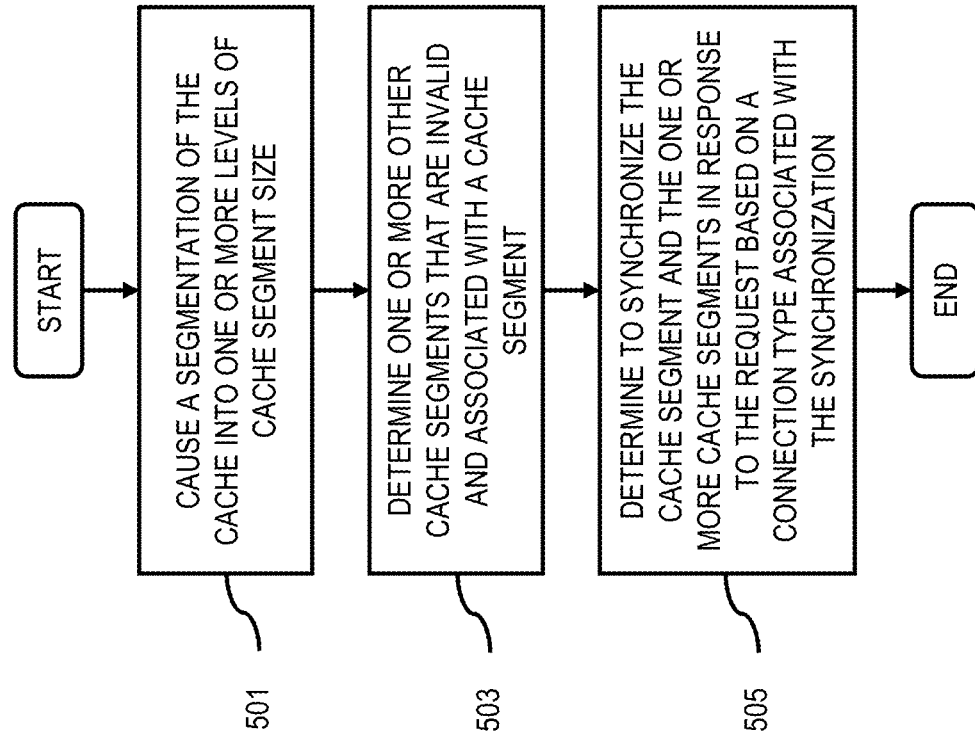 START
CAUSE A SEGMENTATION OF THE
CACHE INTO ONE OR MORE LEVELS OF
CACHE SEGMENT SIZE
501
DETERMINE ONE OR MORE OTHER
CACHE SEGMENTS THAT ARE INVALID
AND ASSOCIATED WITH A CACHE
SEGMENT
503
DETERMINE TO SYNCHRONIZE THE
CACHE SEGMENT AND THE ONE OR
MORE CACHE SEGMENTS IN RESPONSE
TO THE REQUEST BASED ON A
CONNECTION TYPE ASSOCIATED WITH
THE SYNCHRONIZATION
505
END